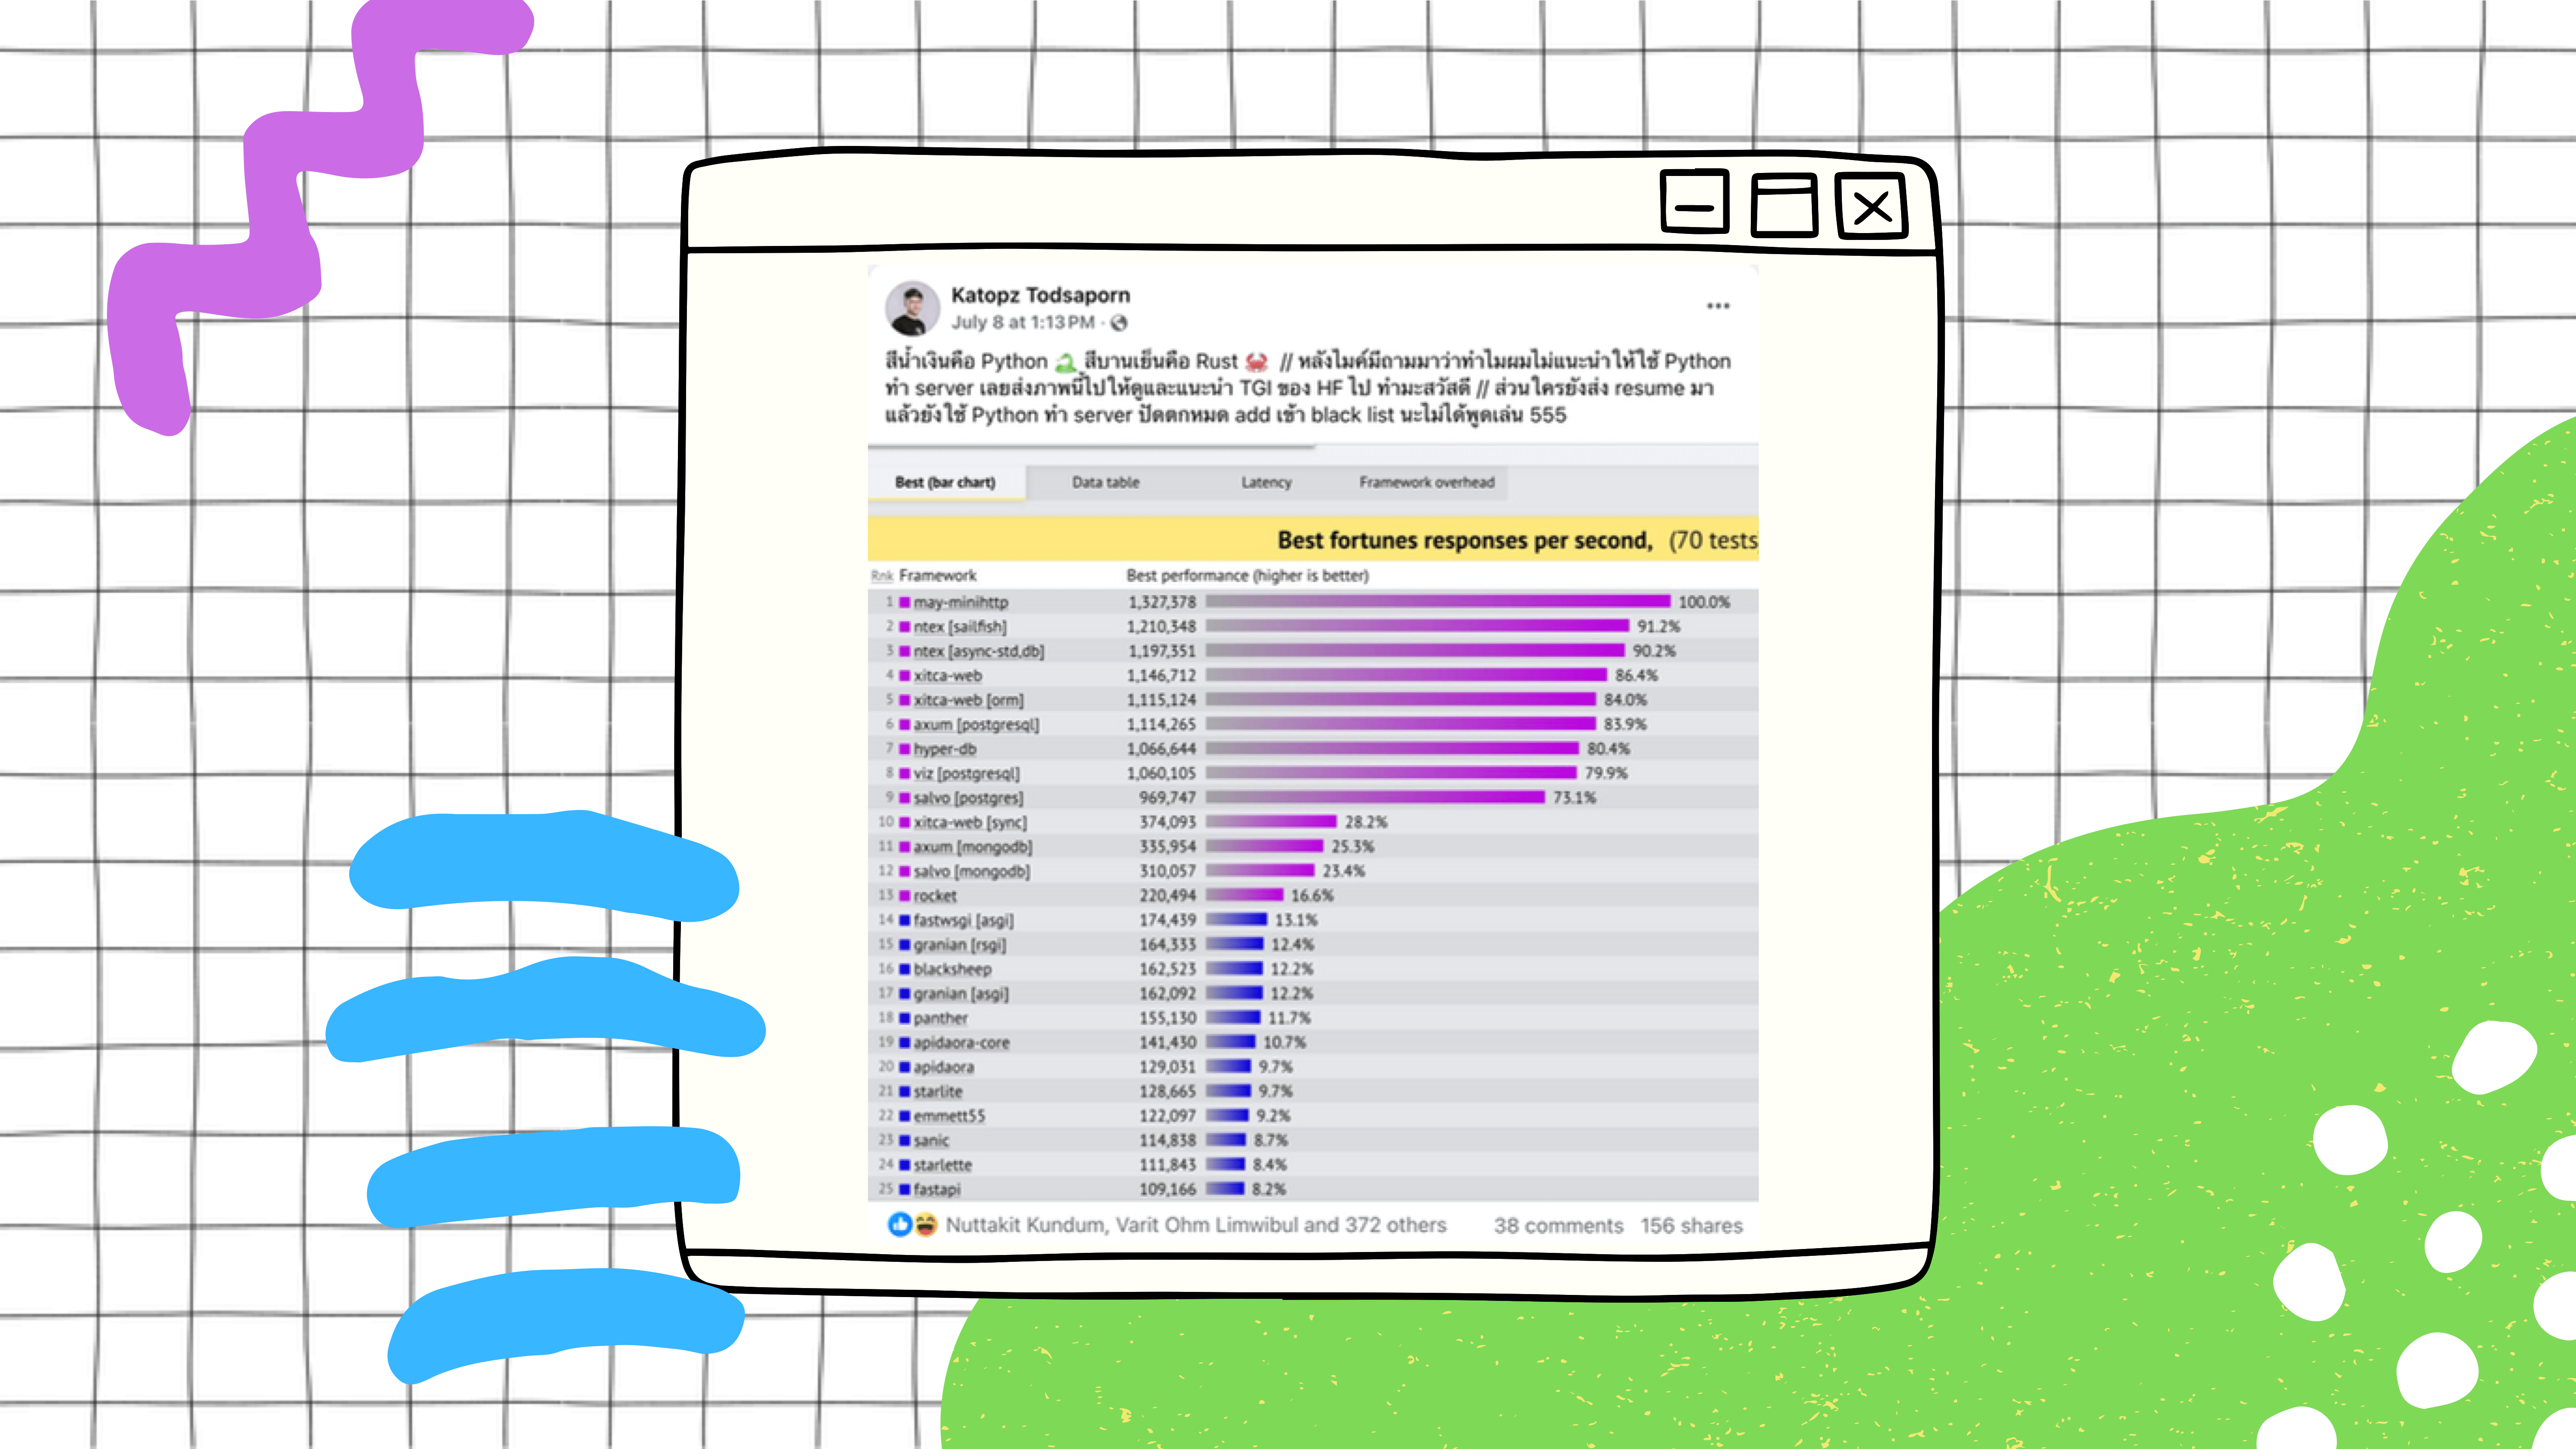 Katopz Todsaporn
July 8 at 1:13 PM ·
สีน้ำเงินคือ Python 🐍 สีบานเย็นคือ Rust 🦀 // หลังไมค์มีถามมาว่าทำไมผมไม่แนะนำให้ใช้ Python
ทำ server เลยส่งภาพนี้ไปให้ดูและแนะนำ TGI ของ HF ไป ทำมะสวัสดี // ส่วนใครยังส่ง resume มา
แล้วยังใช้ Python ทำ server ปัดตกหมด add เข้า black list นะไม่ได้พูดเล่น 555
Best (bar chart) Data table Latency Framework overhead
Best fortunes responses per second, (70 tests
Rnk Framework Best performance (higher is better)
1 may-minihttp 1,327,378 100.0%
2 ntex [sailfish] 1,210,348 91.2%
3 ntex [async-std,db] 1,197,351 90.2%
4 xitca-web 1,146,712 86.4%
5 xitca-web [orm] 1,115,124 84.0%
6 axum [postgresql] 1,114,265 83.9%
7 hyper-db 1,066,644 80.4%
8 viz [postgresql] 1,060,105 79.9%
9 salvo [postgres] 969,747 73.1%
10 xitca-web [sync] 374,093 28.2%
11 axum [mongodb] 335,954 25.3%
12 salvo [mongodb] 310,057 23.4%
13 rocket 220,494 16.6%
14 fastwsgi [asgi] 174,439 13.1%
15 granian [rsgi] 164,333 12.4%
16 blacksheep 162,523 12.2%
17 granian [asgi] 162,092 12.2%
18 panther 155,130 11.7%
19 apidaora-core 141,430 10.7%
20 apidaora 129,031 9.7%
21 starlite 128,665 9.7%
22 emmett55 122,097 9.2%
23 sanic 114,838 8.7%
24 starlette 111,843 8.4%
25 fastapi 109,166 8.2%
Nuttakit Kundum, Varit Ohm Limwibul and 372 others 38 comments 156 shares